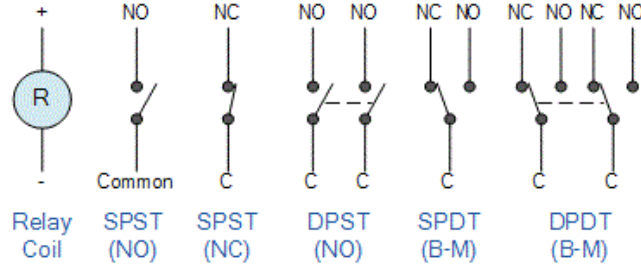 + NO NC NO NO NC NO NC NO NC NO
R
- Common C C C C C C
Relay Coil
SPST (NO)
SPST (NC)
DPST (NO)
SPDT (B-M)
DPDT (B-M)